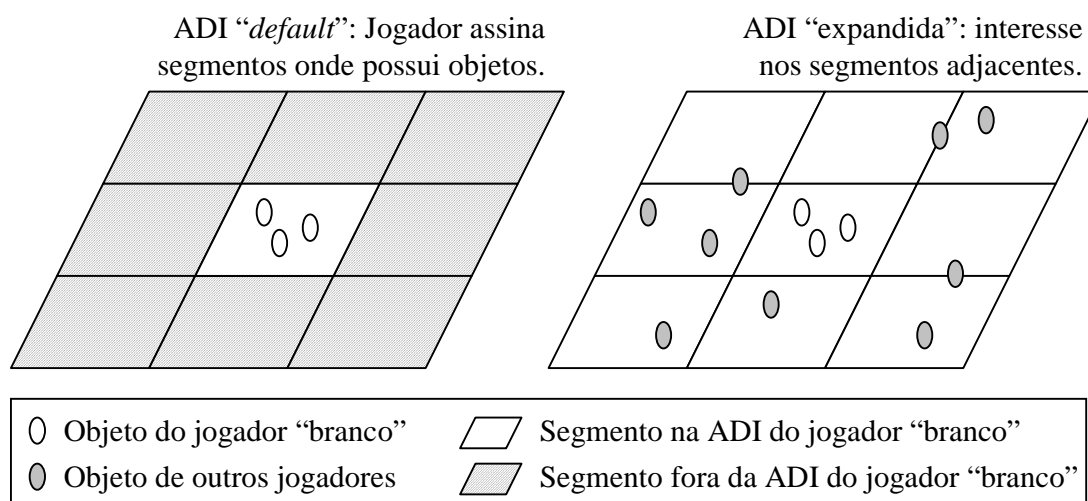 ADI “default”: Jogador assina
segmentos onde possui objetos.
ADI “expandida”: interesse
nos segmentos adjacentes.
Objeto do jogador “branco”
Objeto de outros jogadores
Segmento na ADI do jogador “branco”
Segmento fora da ADI do jogador “branco”